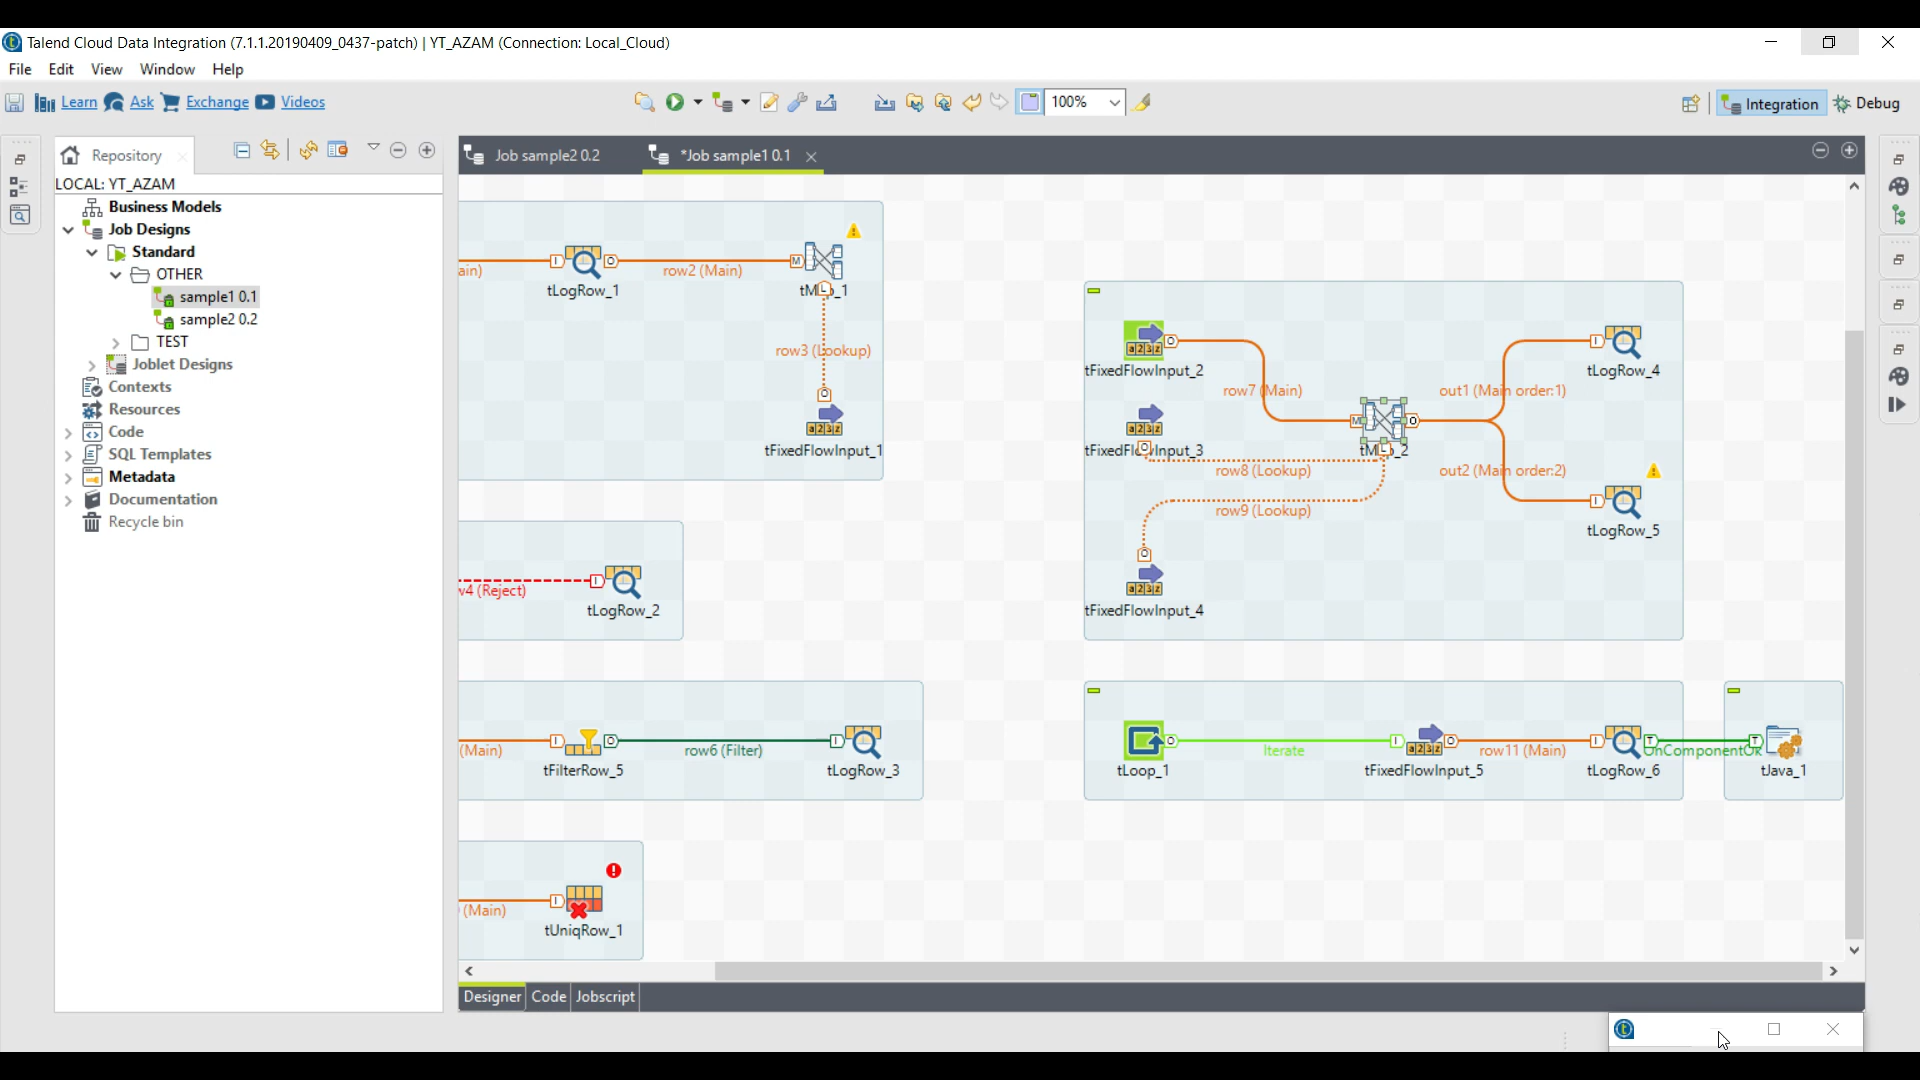 Talend Cloud Data Integration (7.1.1.20190409_0437-patch) | YT_AZAM (Connection: Local_Cloud)
File Edit View Window Help
Learn Ask Exchange Videos 100% Integration Debug
Repository
LOCAL: YT_AZAM
Business Models
Job Designs
Standard
OTHER
sample1 0.1
sample2 0.2
TEST
Joblet Designs
Contexts
Resources
Code
SQL Templates
Metadata
Documentation
Recycle bin
Job sample2 0.2 *Job sample1 0.1
ain) row2 (Main)
tLogRow_1
row3 (Lookup)
tFixedFlowInput_1
tFixedFlowInput_2 tLogRow_4
row7 (Main) out1 (Main order:1)
tFixedFlowInput_3
row8 (Lookup) out2 (Main order:2)
row9 (Lookup)
tLogRow_5
tFixedFlowInput_4
w4 (Reject)
tLogRow_2
(Main) row6 (Filter)
tFilterRow_5 tLogRow_3
Iterate row11 (Main) OnComponentOk
tLoop_1 tFixedFlowInput_5 tLogRow_6 tJava_1
(Main)
tUniqRow_1
Designer Code Jobscript